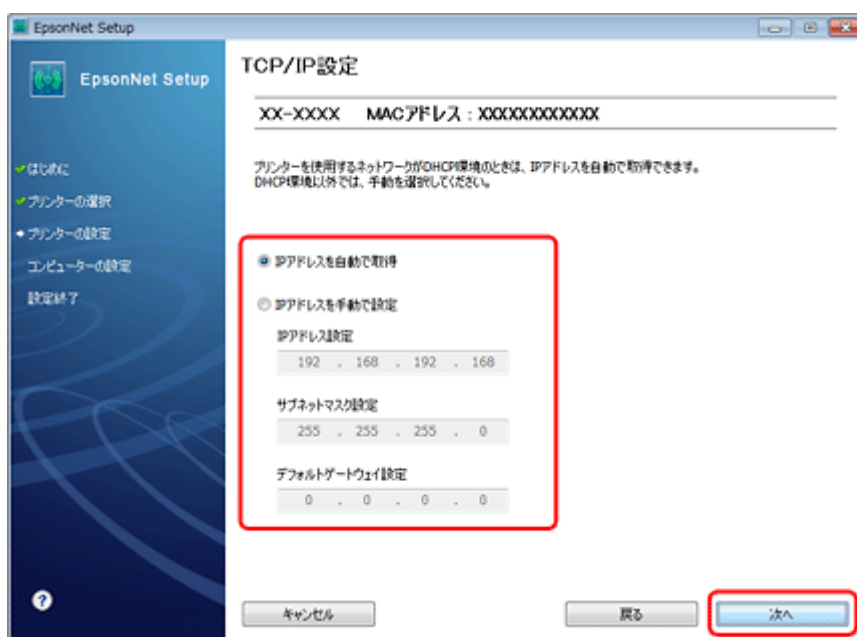 EpsonNet Setup
EpsonNet Setup
はじめに
プリンターの選択
プリンターの設定
コンピューターの設定
設定終了
TCP/IP設定
XX-XXXX MACアドレス：XXXXXXXXXXXX
プリンターを使用するネットワークがDHCP環境のときは、IPアドレスを自動で取得できます。
DHCP環境以外では、手動を選択してください。
IPアドレスを自動で取得
IPアドレスを手動で設定
IPアドレス設定
192 . 168 . 192 . 168
サブネットマスク設定
255 . 255 . 255 . 0
デフォルトゲートウェイ設定
0 . 0 . 0 . 0
?
キャンセル
戻る
次へ